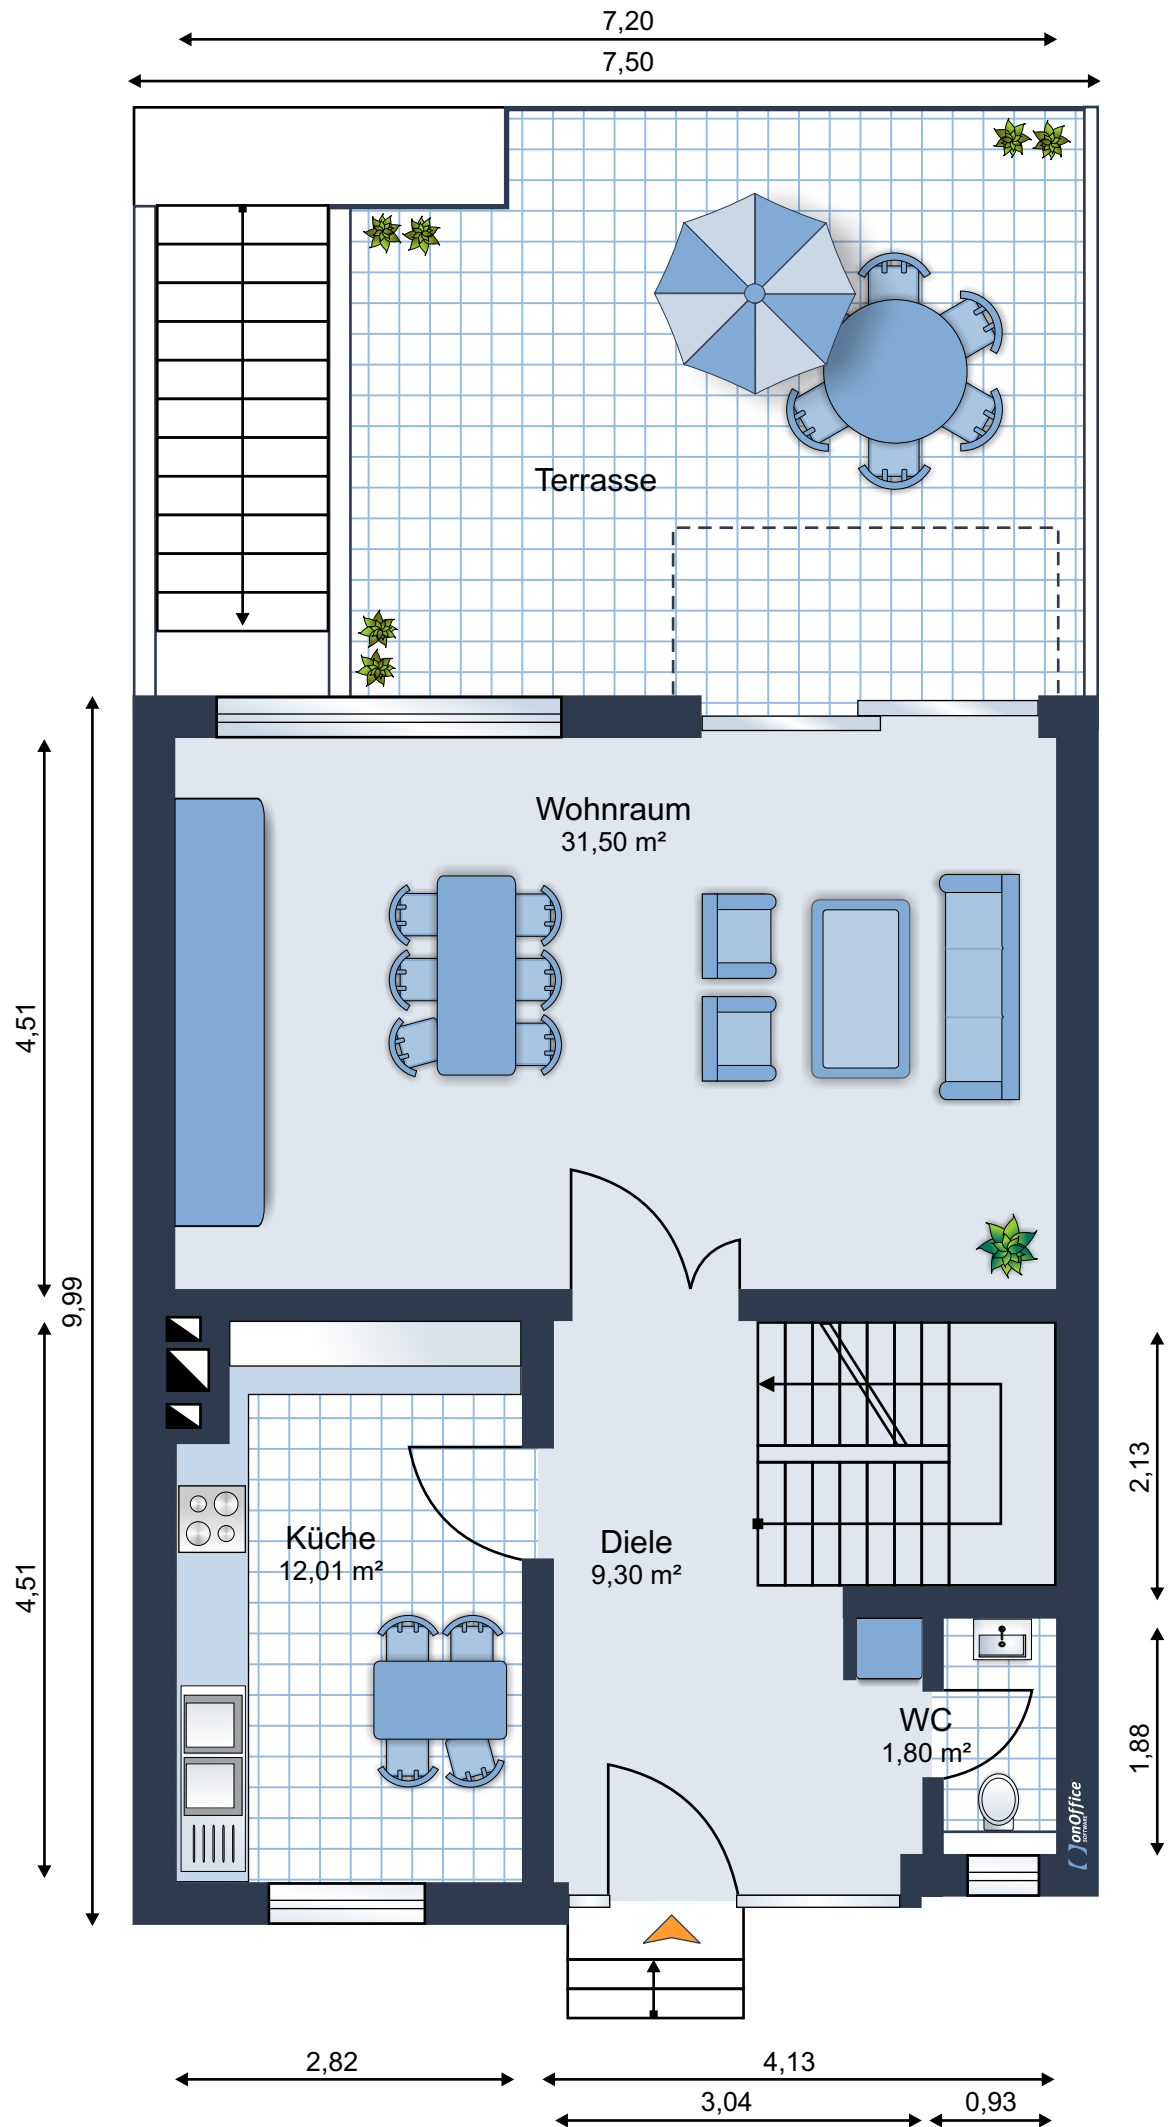 7,20
7,50
Terrasse
Wohnraum
31,50 m²
4,51
9,99
2,13
Küche
12,01 m²
Diele
9,30 m²
4,51
WC
1,80 m²
1,88
onOffice
SOFTWARE
2,82
4,13
3,04
0,93